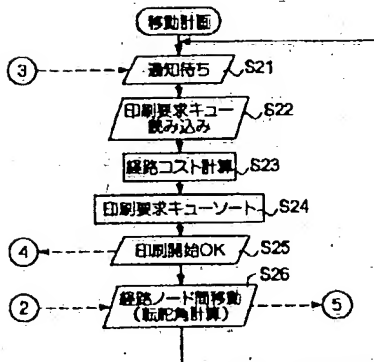 移動計画
③
通知待ち
S21
印刷要求キュー
読み込み
S22
経路コスト計算
S23
印刷要求キューソート
S24
④
印刷開始OK
S25
S26
②
経路ノード間移動
(転舵角計算)
⑤